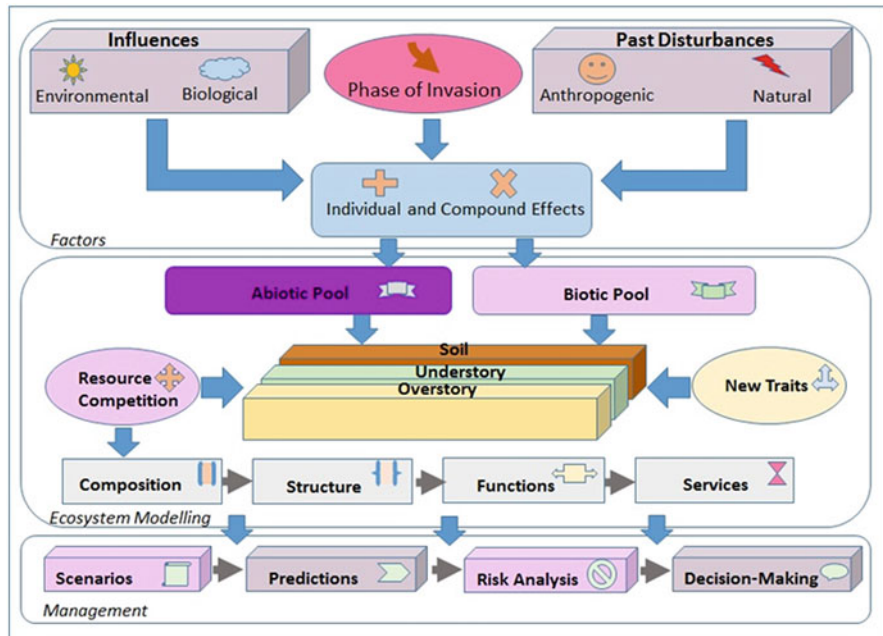 Influences
Environmental
Biological
Phase of Invasion
Past Disturbances
Anthropogenic
Natural
Individual and Compound Effects
Factors
Abiotic Pool
Biotic Pool
Soil
Understory
Overstory
Resource
Competition
New Traits
Composition
Structure
Functions
Services
Ecosystem Modelling
Scenarios
Predictions
Risk Analysis
Decision-Making
Management